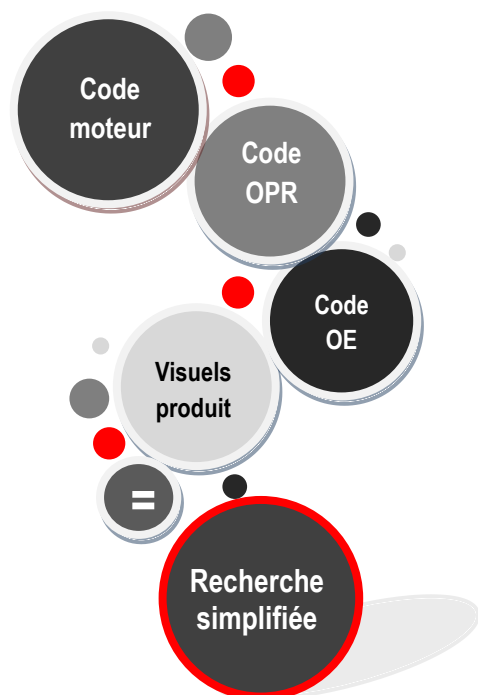 Code
moteur
Code
OPR
Code
OE
Visuels
produit
=
Recherche
simplifiée